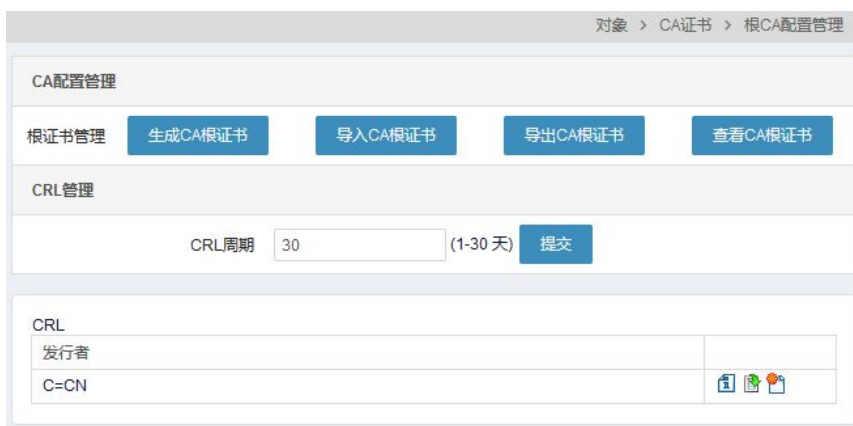 对象 > CA证书 > 根CA配置管理
CA配置管理
根证书管理 生成CA根证书 导入CA根证书 导出CA根证书 查看CA根证书
CRL管理
CRL周期 30 (1-30 天) 提交
CRL
发行者
C=CN